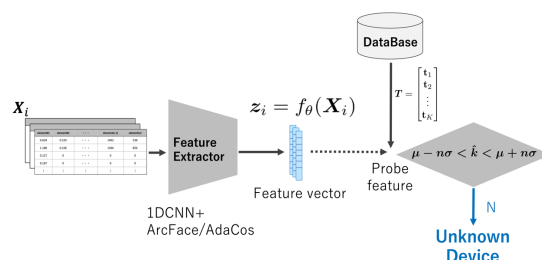 DataBase
T = [t₁ t₂ ⋮ t_K]
X_i
z_i = f_θ(X_i)
Feature
Extractor
μ − nσ < k̂ < μ + nσ
Probe
feature
Feature vector
1DCNN+
ArcFace/AdaCos
N
Unknown
Device